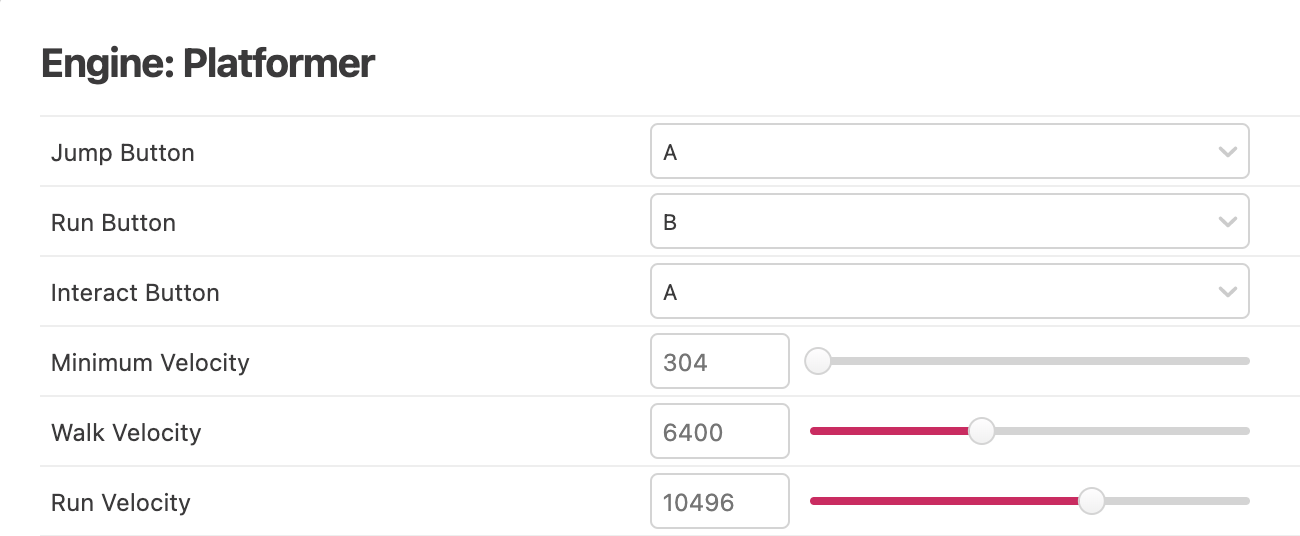 Engine: Platformer
Jump Button A
Run Button B
Interact Button A
Minimum Velocity 304
Walk Velocity 6400
Run Velocity 10496